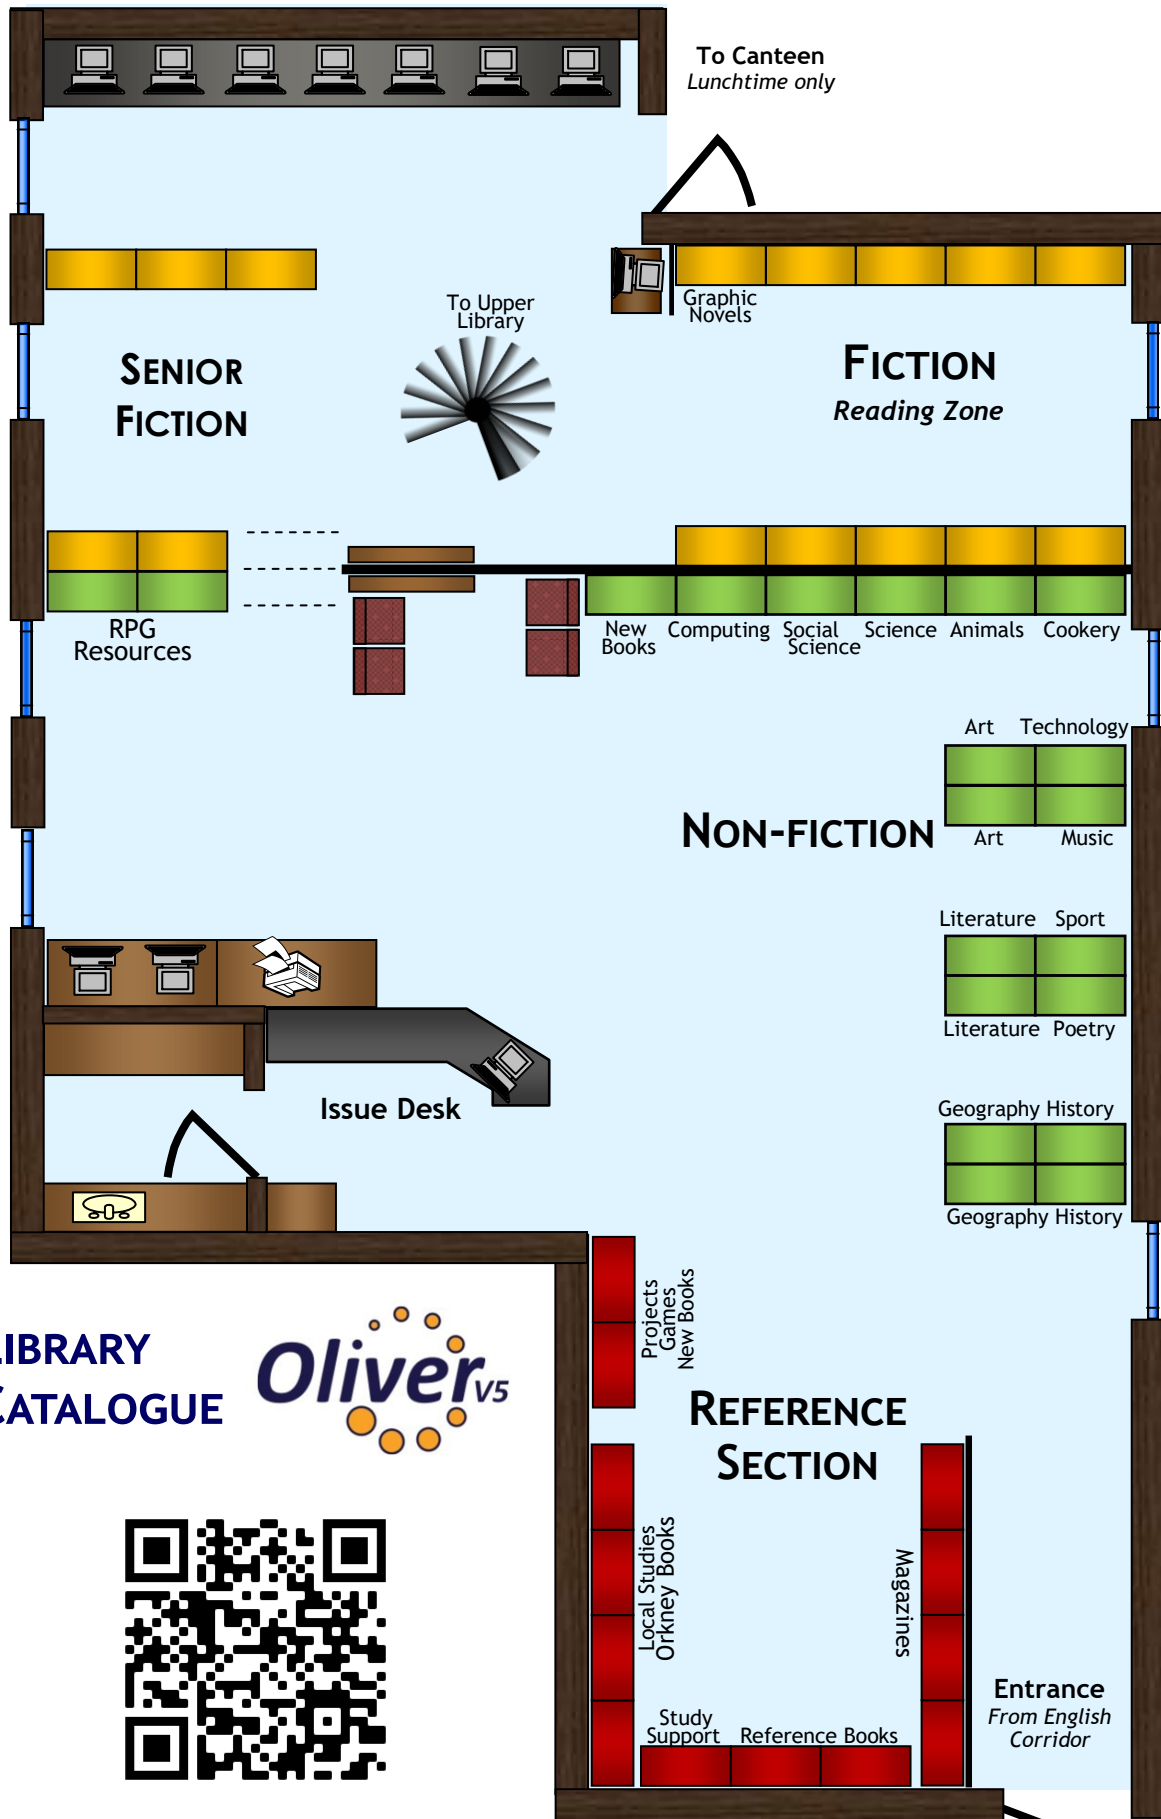 To Canteen
Lunchtime only
To Upper
Library
Graphic
Novels
SENIOR
FICTION
FICTION
Reading Zone
RPG
Resources
New
Books
Computing
Social
Science
Science
Animals
Cookery
Art
Technology
NON-FICTION
Art
Music
Literature
Sport
Literature
Poetry
Issue Desk
Geography History
Geography History
Projects
Games
New Books
IBRARY
CATALOGUE
Oliver V5
REFERENCE
SECTION
Local Studies
Orkney Books
Magazines
Study
Support
Reference Books
Entrance
From English
Corridor